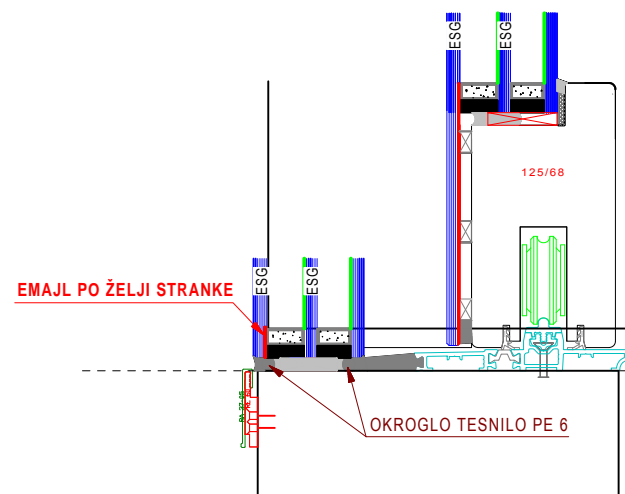 ESG
ESG
125/68
ESG
ESG
EMAJL PO ŽELJI STRANKE
OKROGLO TESNILO PE 6